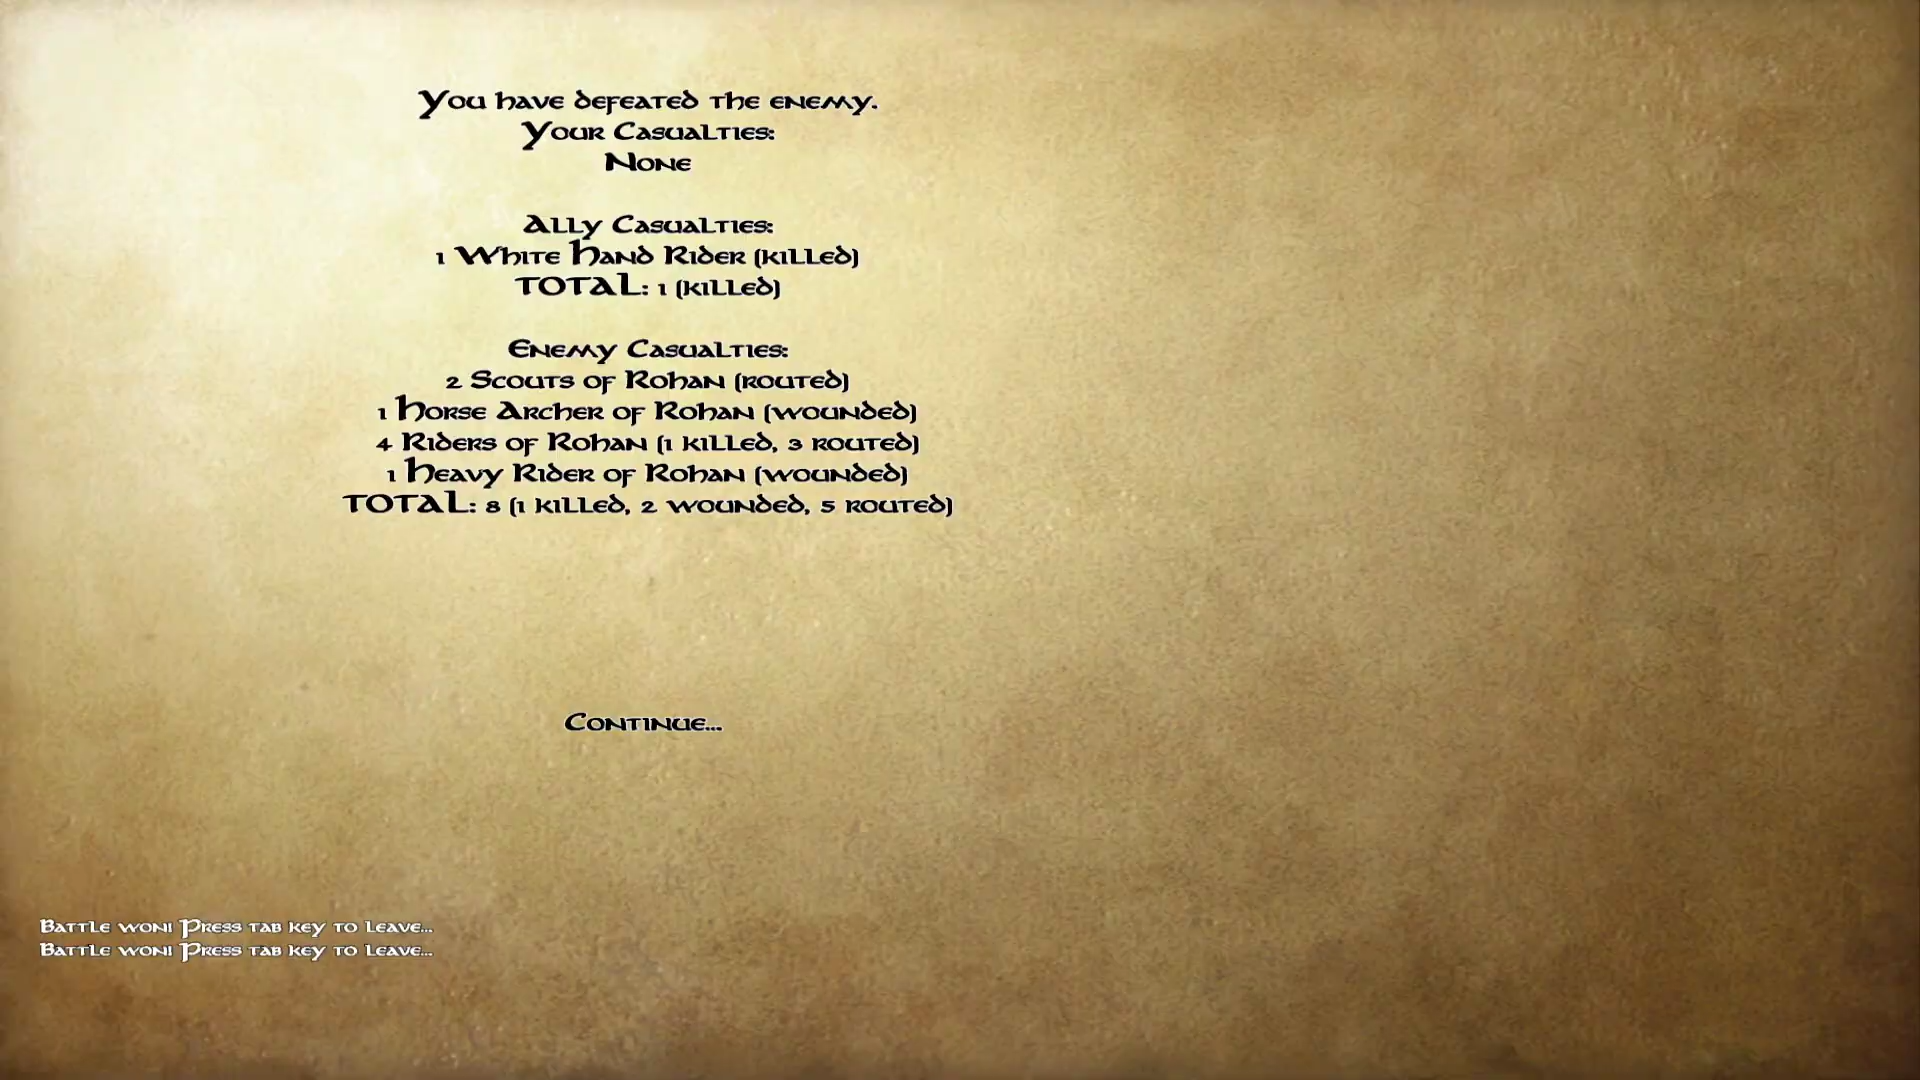 You have defeated the enemy.
Your Casualties:
None
Ally Casualties:
1 White Hand Rider (killed)
TOTAL: 1 (killed)
Enemy Casualties:
2 Scouts of Rohan (routed)
1 Horse Archer of Rohan (wounded)
4 Riders of Rohan (1 killed, 3 routed)
1 Heavy Rider of Rohan (wounded)
TOTAL: 8 (1 killed, 2 wounded, 5 routed)
Continue...
Battle won! Press tab key to leave...
Battle won! Press tab key to leave...